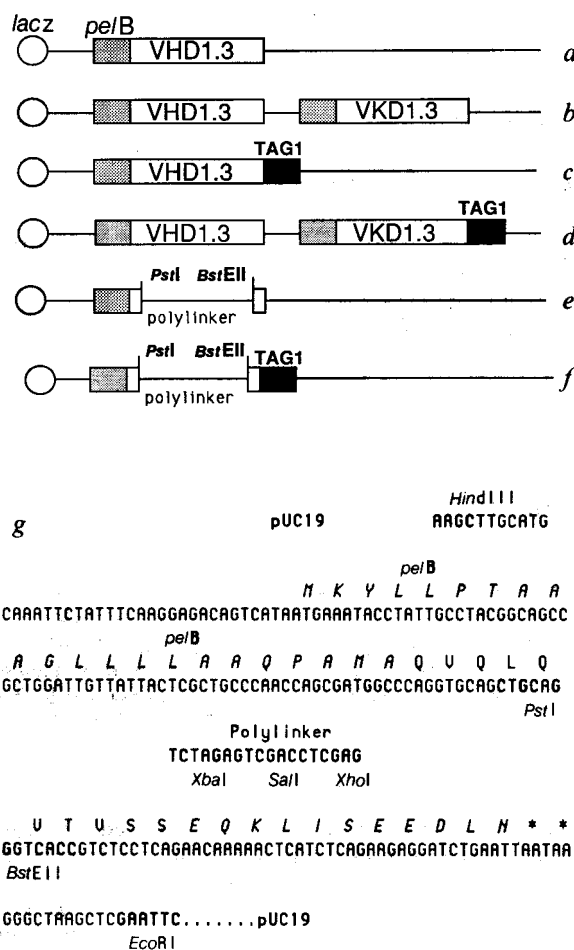 lacz pelB
VHD1.3 a
VHD1.3 VKD1.3 b
TAG1
VHD1.3 c
TAG1
VHD1.3 VKD1.3 d
PstI BstEII
polylinker e
PstI BstEII TAG1
polylinker f
HindIII
g pUC19 AAGCTTGCATG
pelB
M K Y L L P T A A
CAAATTCTATTTCAAGGAGACAGTCATAATGAAATACCTATTGCCTACGGCAGCC
pelB
A G L L L L A A Q P A M A Q V Q L Q
GCTGGATTGTTATTACTCGCTGCCCAACCAGCGATGGCCCAGGTGCAGCTGCAG
PstI
Polylinker
TCTAGAGTCGACCTCGAG
XbaI SalI XhoI
V T V S S E Q K L I S E E D L N * *
GGTCACCGTCTCCTCAGAACAAAAACTCATCTCAGAAGAGGATCTGAATTAATAA
BstEII
GGGCTAAGCTCGAATTC.......pUC19
EcoRI